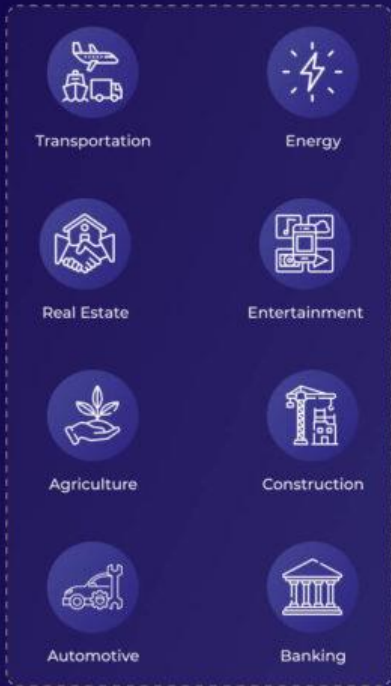 Transportation
Energy
Real Estate
Entertainment
Agriculture
Construction
Automotive
Banking